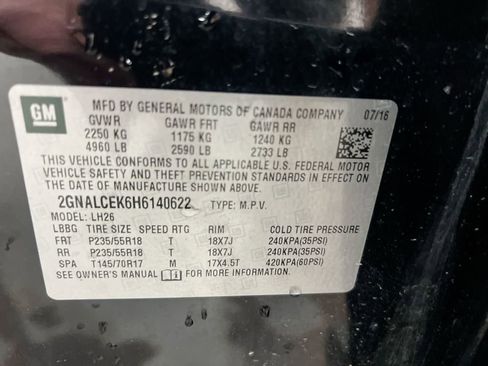 GM
MFD BY GENERAL MOTORS OF CANADA COMPANY 07/16
GVWR GAWR FRT GAWR RR
2250 KG 1175 KG 1240 KG
4960 LB 2590 LB 2733 LB
THIS VEHICLE CONFORMS TO ALL APPLICABLE U.S. FEDERAL MOTOR
VEHICLE SAFETY AND THEFT PREVENTION STANDARDS IN EFFECT ON
THE DATE OF MANUFACTURE SHOWN ABOVE.
2GNALCEK6H6140622 TYPE: M.P.V.
MODEL: LH26
LBBG TIRE SIZE SPEED RTG RIM COLD TIRE PRESSURE
FRT P235/55R18 T 18X7J 240KPA(35PSI)
RR P235/55R18 T 18X7J 240KPA(35PSI)
SPA T145/70R17 M 17X4.5T 420KPA(60PSI)
SEE OWNER'S MANUAL FOR ADDITIONAL INFORMATION.